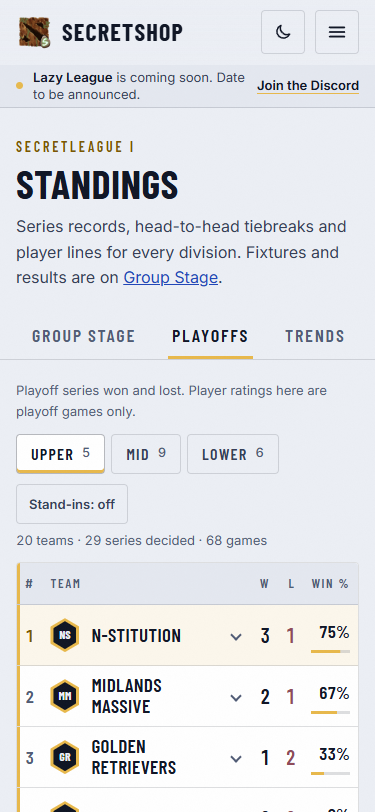 SECRETSHOP
Lazy League is coming soon. Date
to be announced.
Join the Discord
SECRETLEAGUE I
STANDINGS
Series records, head-to-head tiebreaks and
player lines for every division. Fixtures and
results are on Group Stage.
GROUP STAGE PLAYOFFS TRENDS
Playoff series won and lost. Player ratings here are
playoff games only.
UPPER 5 MID 9 LOWER 6
Stand-ins: off
20 teams · 29 series decided · 68 games
# TEAM W L WIN %
1 NS N-STITUTION 3 1 75%
2 MM MIDLANDS
MASSIVE 2 1 67%
3 GR GOLDEN
RETRIEVERS 1 2 33%